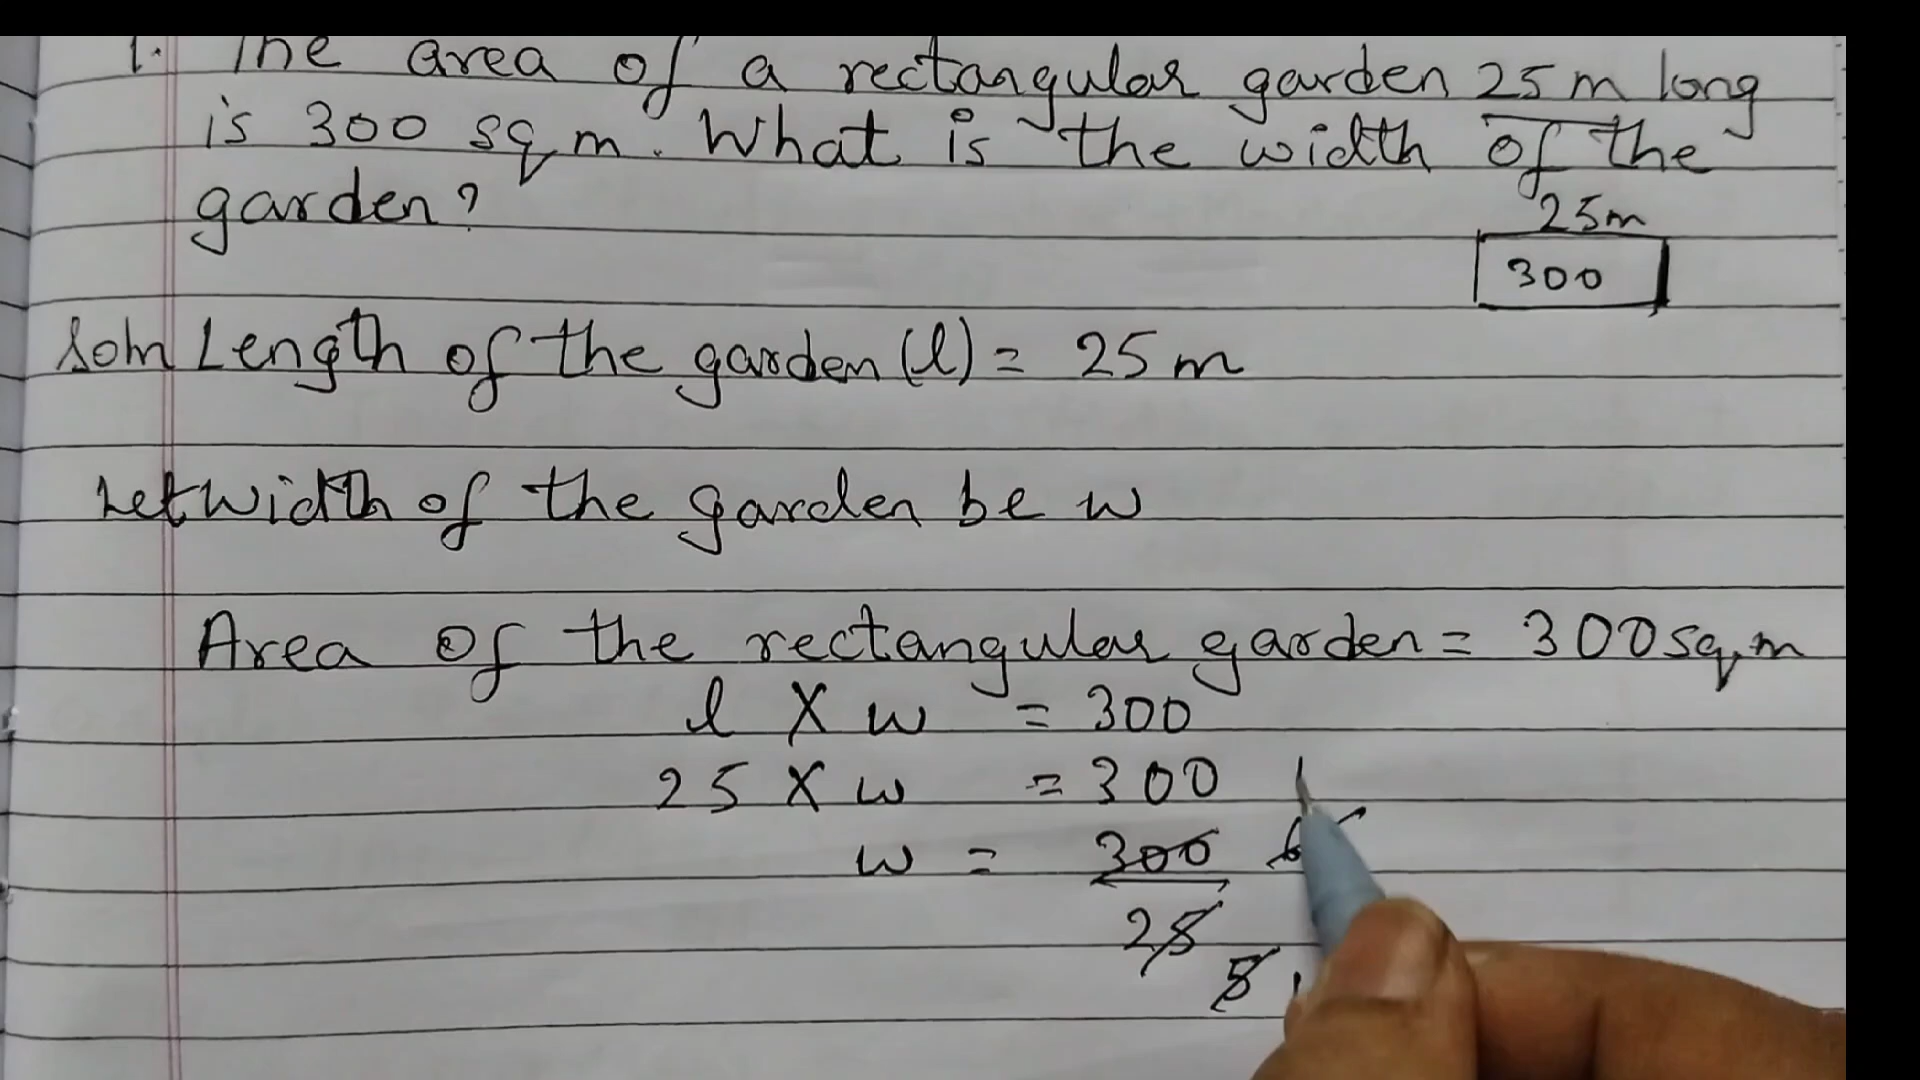 1. The area of a rectangular garden 25 m long
is 300 sq m. What is the width of the
garden?
25m
300
Soln Length of the garden (l) = 25 m
Let width of the garden be w
Area of the rectangular garden = 300 sq m
l X w = 300
25 X w = 300
w = 300
25
5